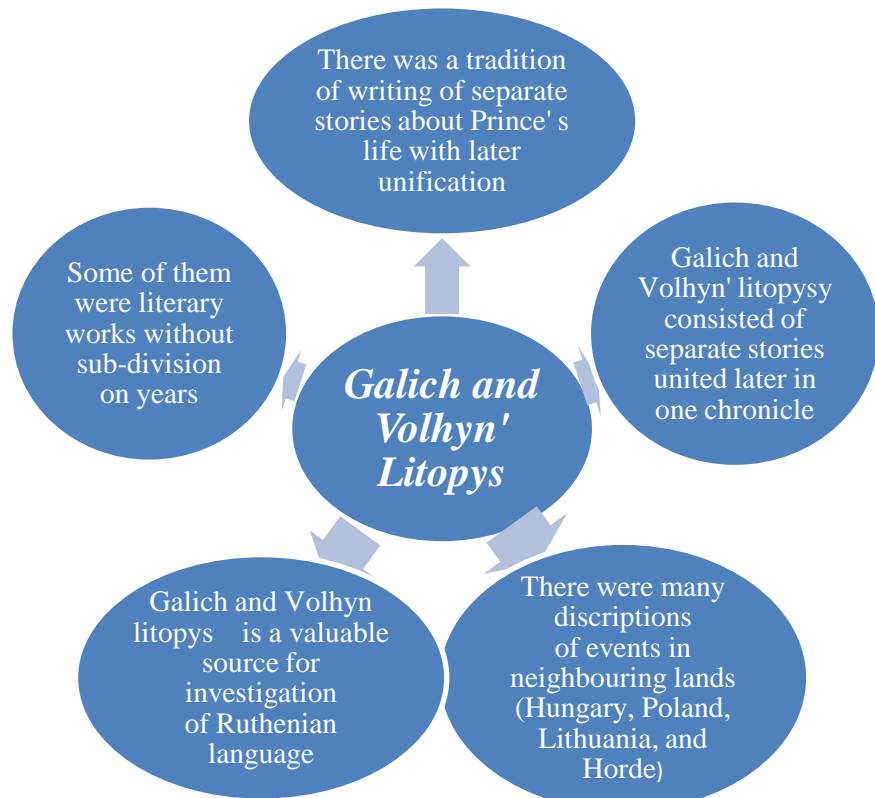 There was a tradition
of writing of separate
stories about Prince' s
life with later
unification
Galich and
Volhyn' litopysy
consisted of
separate stories
united later in
one chronicle
There were many
discriptions
of events in
neighbouring lands
(Hungary, Poland,
Lithuania, and
Horde)
Galich and Volhyn
litopys is a valuable
source for
investigation
of Ruthenian
language
Some of them
were literary
works without
sub-division
on years
Galich and
Volhyn'
Litopys